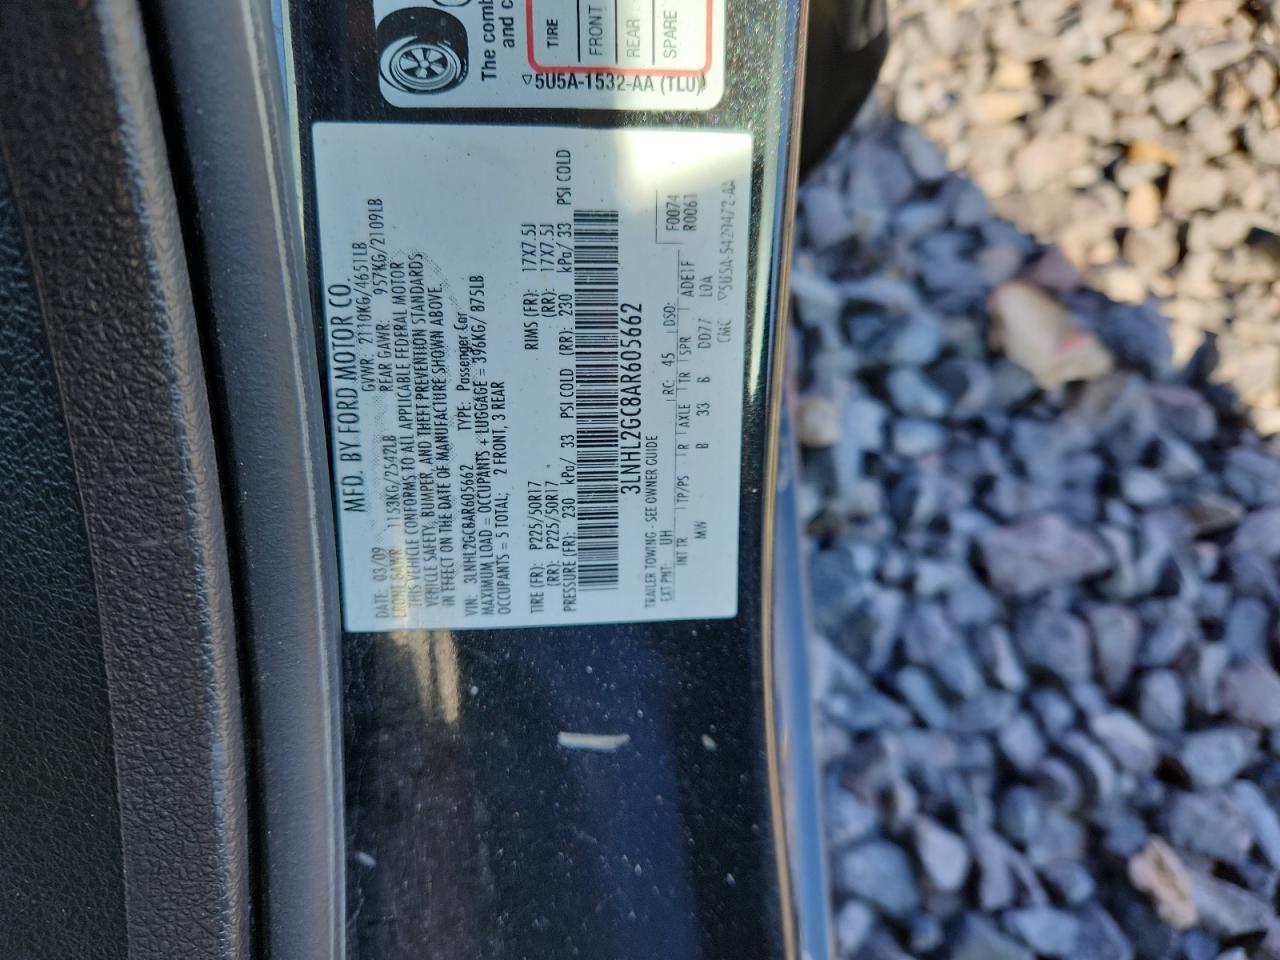 The comb
and c
TIRE
FRONT
REAR
SPARE
5U5A-1532-AA (TLU)
MFD. BY FORD MOTOR CO.
DATE: 03/09 GVWR: 2110KG/4651LB
FRONT GAWR: 1153KG/2542LB REAR GAWR: 957KG/2109LB
THIS VEHICLE CONFORMS TO ALL APPLICABLE FEDERAL MOTOR
VEHICLE SAFETY, BUMPER, AND THEFT PREVENTION STANDARDS
IN EFFECT ON THE DATE OF MANUFACTURE SHOWN ABOVE.
VIN: 3LNHL2GC8AR605662 TYPE: Passenger Car
MAXIMUM LOAD = OCCUPANTS + LUGGAGE = 396KG/ 875LB
OCCUPANTS = 5 TOTAL; 2 FONT, 3 REAR
TIRE (FR): P225/50R17 RIMS (FR): 17X7.5J
(RR): P225/50R17 (RR): 17X7.5J
PRESSURE (FR): 230 kPa/ 33 PSI COLD (RR): 230 kPa/ 33 PSI COLD
3LNHL2GC8AR605662
TRAILER TOWING - SEE OWNER GUIDE
F0074
R0061
EXT PNT: UH RC: 45 DSO:
INT TR TP/PS R AXLE TR SPR ADE1F
MW B 33 B DD77 LOA
CMC 5U5A-5420472-AA